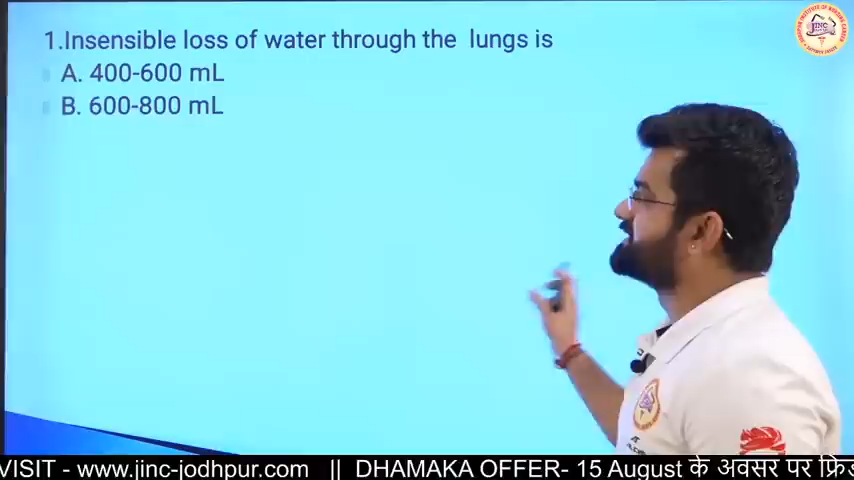 1.Insensible loss of water through the lungs is
A. 400-600 mL
B. 600-800 mL
JINC
VISIT - www.jinc-jodhpur.com || DHAMAKA OFFER- 15 August के अवसर पर